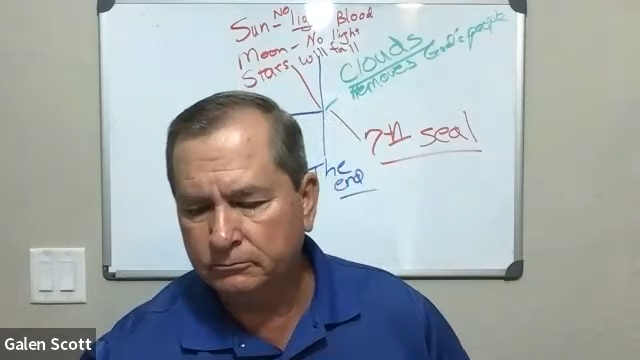 Sun - No light Blood
Moon - No light
Stars will fall
Clouds
Removes God's people
7th seal
The
end
Galen Scott